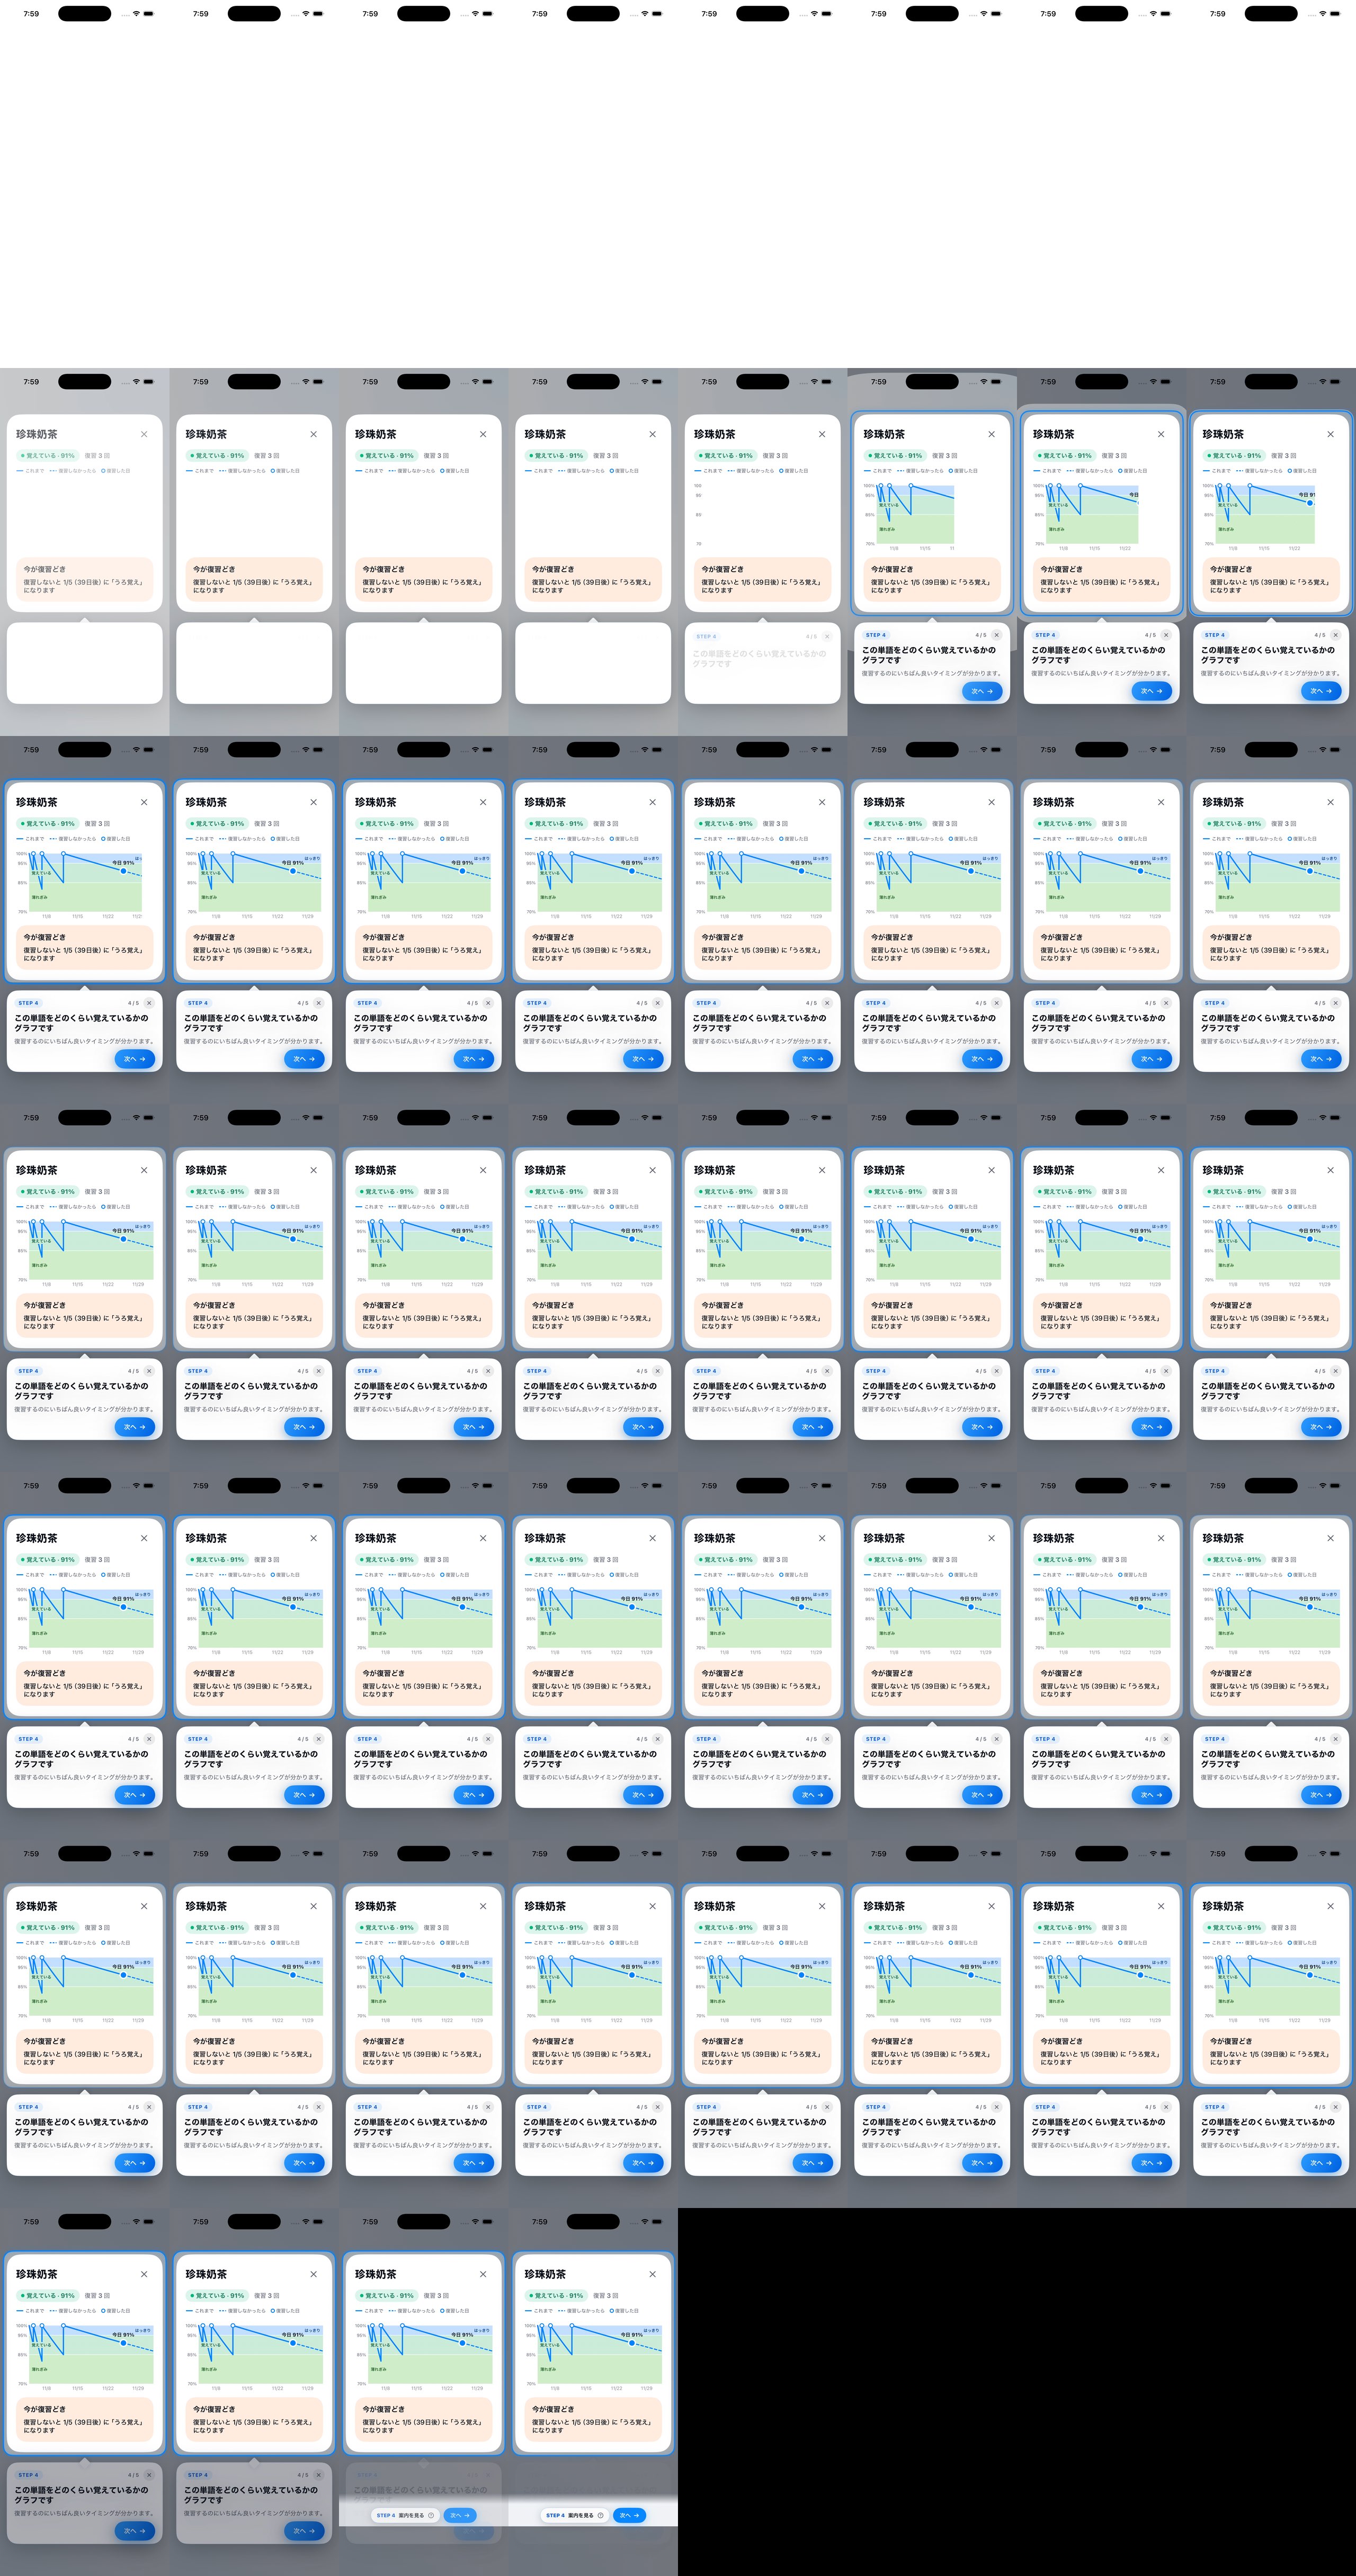 7:59
珍珠奶茶
覚えている · 91%
復習 3 回
これまで 復習しなかったら 復習した日
100%
95%
85%
70%
はっきり
今日 91%
覚えている
薄れぎみ
11/8 11/15 11/22 11/29
今が復習どき
復習しないと 1/5 (39日後) に「うろ覚え」
になります
STEP 4
4 / 5
この単語をどのくらい覚えているかの
グラフです
復習するのにいちばん良いタイミングが分かります。
次へ →
STEP 4 案内を見る
次へ →